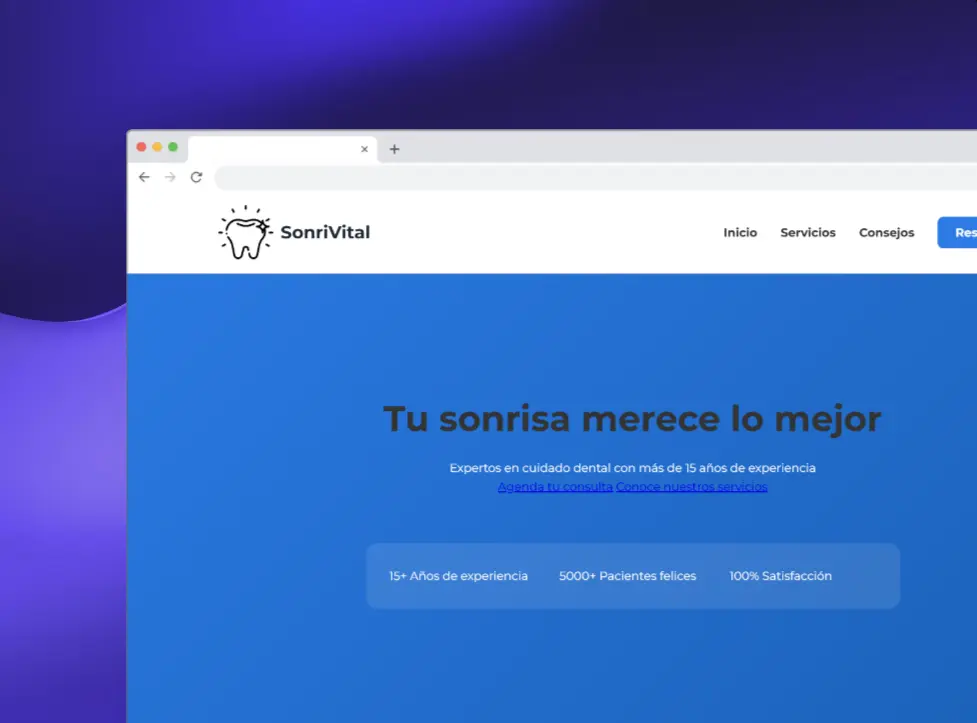 SonriVital
Inicio Servicios Consejos Res
Tu sonrisa merece lo mejor
Expertos en cuidado dental con más de 15 años de experiencia
Agenda tu consulta Conoce nuestros servicios
15+ Años de experiencia 5000+ Pacientes felices 100% Satisfacción